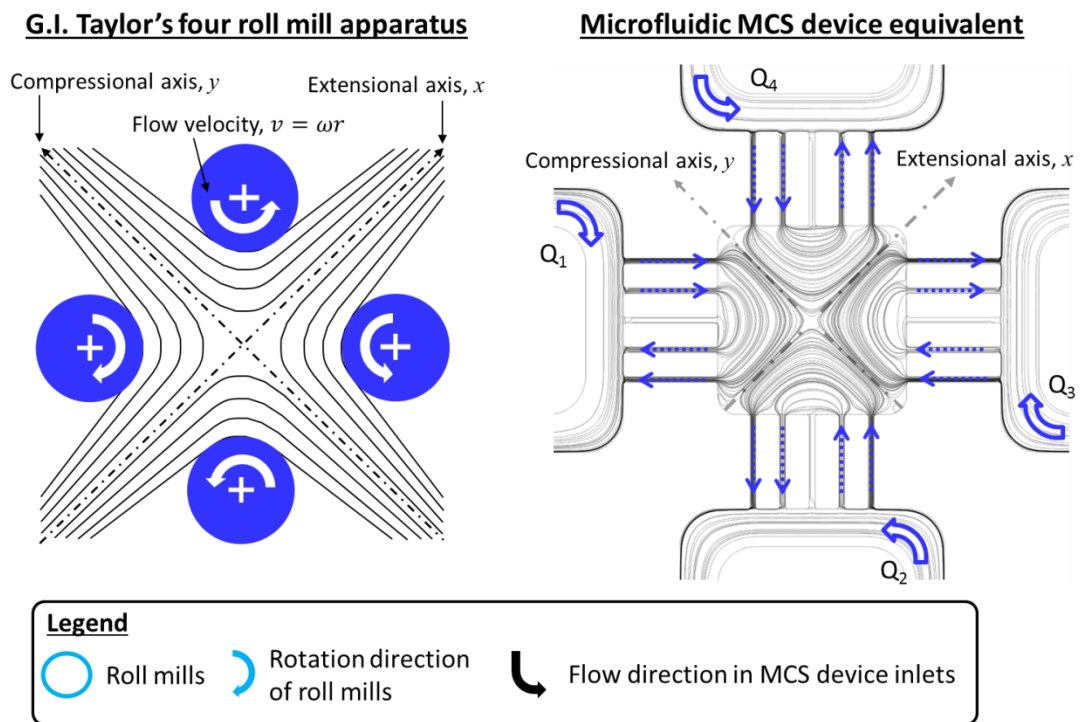 G.I. Taylor's four roll mill apparatus
Compressional axis, y
Extensional axis, x
Flow velocity, v = ωr
Microfluidic MCS device equivalent
Q4
Compressional axis, y
Extensional axis, x
Q1
Q3
Q2
Legend
Roll mills
Rotation direction
of roll mills
Flow direction in MCS device inlets